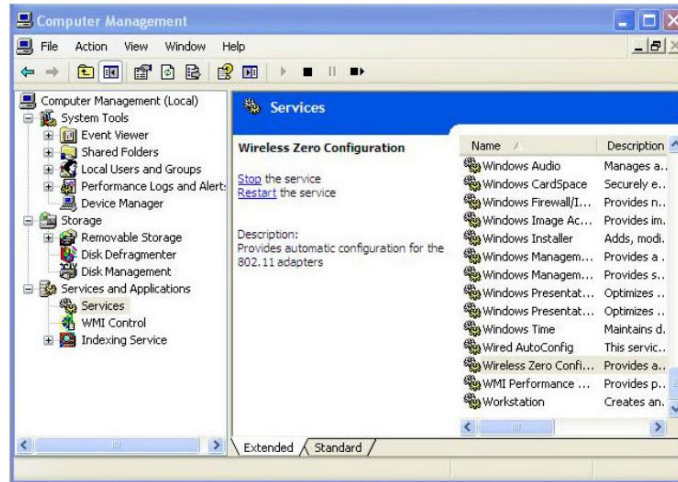 Computer Management
File Action View Window Help
Computer Management (Local)
System Tools
Event Viewer
Shared Folders
Local Users and Groups
Performance Logs and Alert:
Device Manager
Storage
Removable Storage
Disk Defragmenter
Disk Management
Services and Applications
Services
WMI Control
Indexing Service
Services
Wireless Zero Configuration
Stop the service
Restart the service
Description:
Provides automatic configuration for the
802.11 adapters
Name Description
Windows Audio Manages a..
Windows CardSpace Securely e..
Windows Firewall/I... Provides n..
Windows Image Ac... Provides im.
Windows Installer Adds, modi.
Windows Managem... Provides a .
Windows Managem... Provides s..
Windows Presentat... Optimizes ..
Windows Presentat... Optimizes ..
Windows Time Maintains d.
Wired AutoConfig This servic..
Wireless Zero Confi... Provides a..
WMI Performance ... Provides p..
Workstation Creates an.
Extended Standard